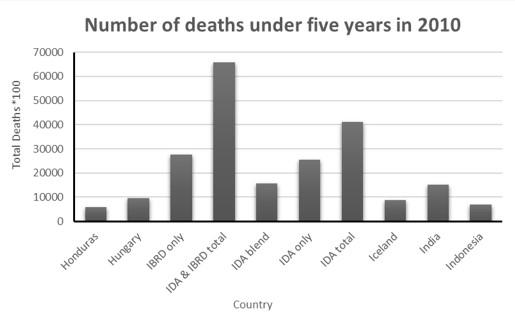 Number of deaths under five years in 2010
Total Deaths *100
70000
60000
50000
40000
30000
20000
10000
0
Honduras
Hungary
IBRD only
IDA & IBRD total
IDA blend
IDA only
IDA total
Iceland
India
Indonesia
Country